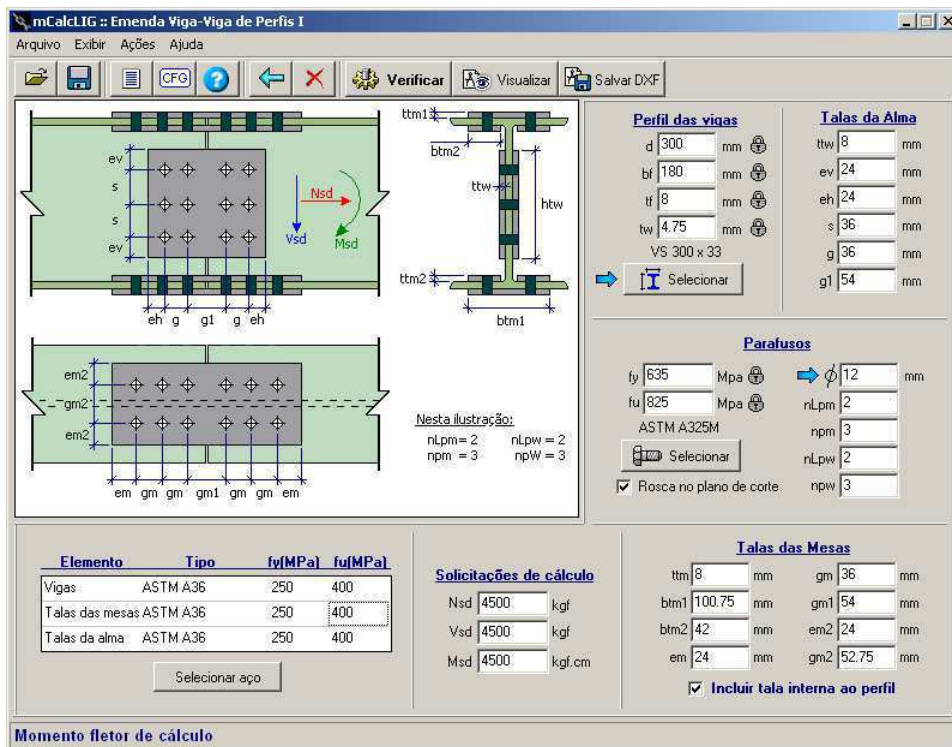 mCalcLIG :: Emenda Viga-Viga de Perfis I
Arquivo Exibir Ações Ajuda
CFG ? Verificar Visualizar Salvar DXF
ev
s
s
ev
eh g g1 g eh
Nsd
Vsd
Msd
ttm1
btm2
ttw
htw
ttm2
btm1
em2
gm2
em2
em gm gm gm1 gm gm em
Nesta ilustração:
nLpm= 2 nLpw = 2
npm = 3 npW = 3
Perfil das vigas
d 300 mm
bf 180 mm
tf 8 mm
tw 4.75 mm
VS 300 x 33
Selecionar
Talas da Alma
ttw 8 mm
ev 24 mm
eh 24 mm
s 36 mm
g 36 mm
g1 54 mm
Parafusos
fy 635 Mpa
fu 825 Mpa
ASTM A325M
Selecionar
Rosca no plano de corte
ϕ 12 mm
nLpm 2
npm 3
nLpw 2
npw 3
Elemento Tipo fy(MPa) fu(MPa)
Vigas ASTM A36 250 400
Talas das mesas ASTM A36 250 400
Talas da alma ASTM A36 250 400
Selecionar aço
Solicitações de cálculo
Nsd 4500 kgf
Vsd 4500 kgf
Msd 4500 kgf.cm
Talas das Mesas
ttm 8 mm gm 36 mm
btm1 100.75 mm gm1 54 mm
btm2 42 mm em2 24 mm
em 24 mm gm2 52.75 mm
Incluir tala interna ao perfil
Momento fletor de cálculo